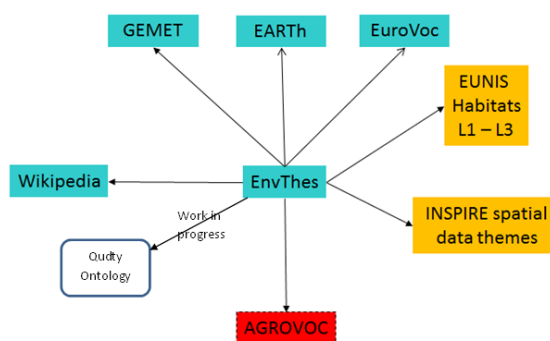 GEMET
EARTh
EuroVoc
EUNIS
Habitats
L1 – L3
Wikipedia
EnvThes
Work in
progress
INSPIRE spatial
data themes
Qudty
Ontology
AGROVOC